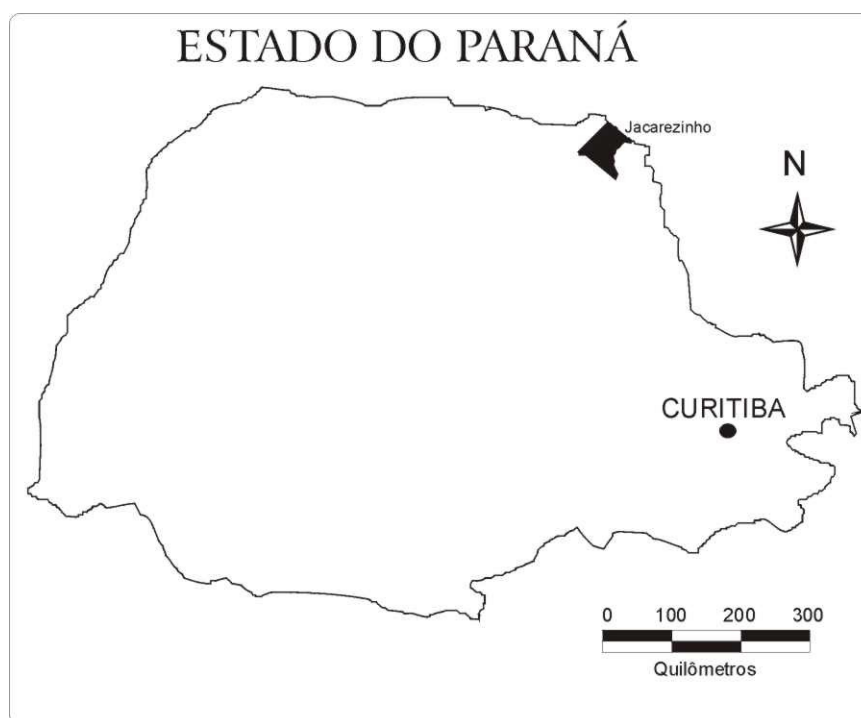 ESTADO DO PARANÁ
Jacarezinho
N
CURITIBA
0 100 200 300
Quilômetros